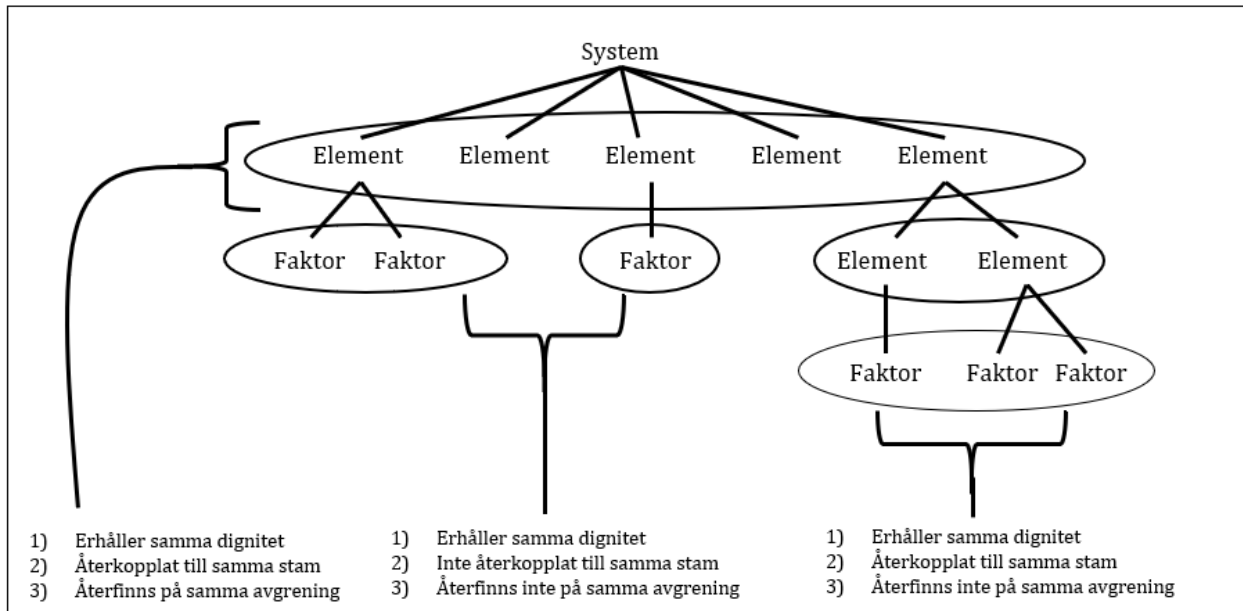 System
Element Element Element Element Element
Faktor Faktor Faktor Element Element
Faktor Faktor Faktor
1) Erhåller samma dignitet
2) Återkopplat till samma stam
3) Återfinns på samma avgrening
1) Erhåller samma dignitet
2) Inte återkopplat till samma stam
3) Återfinns inte på samma avgrening
1) Erhåller samma dignitet
2) Återkopplat till samma stam
3) Återfinns inte på samma avgrening